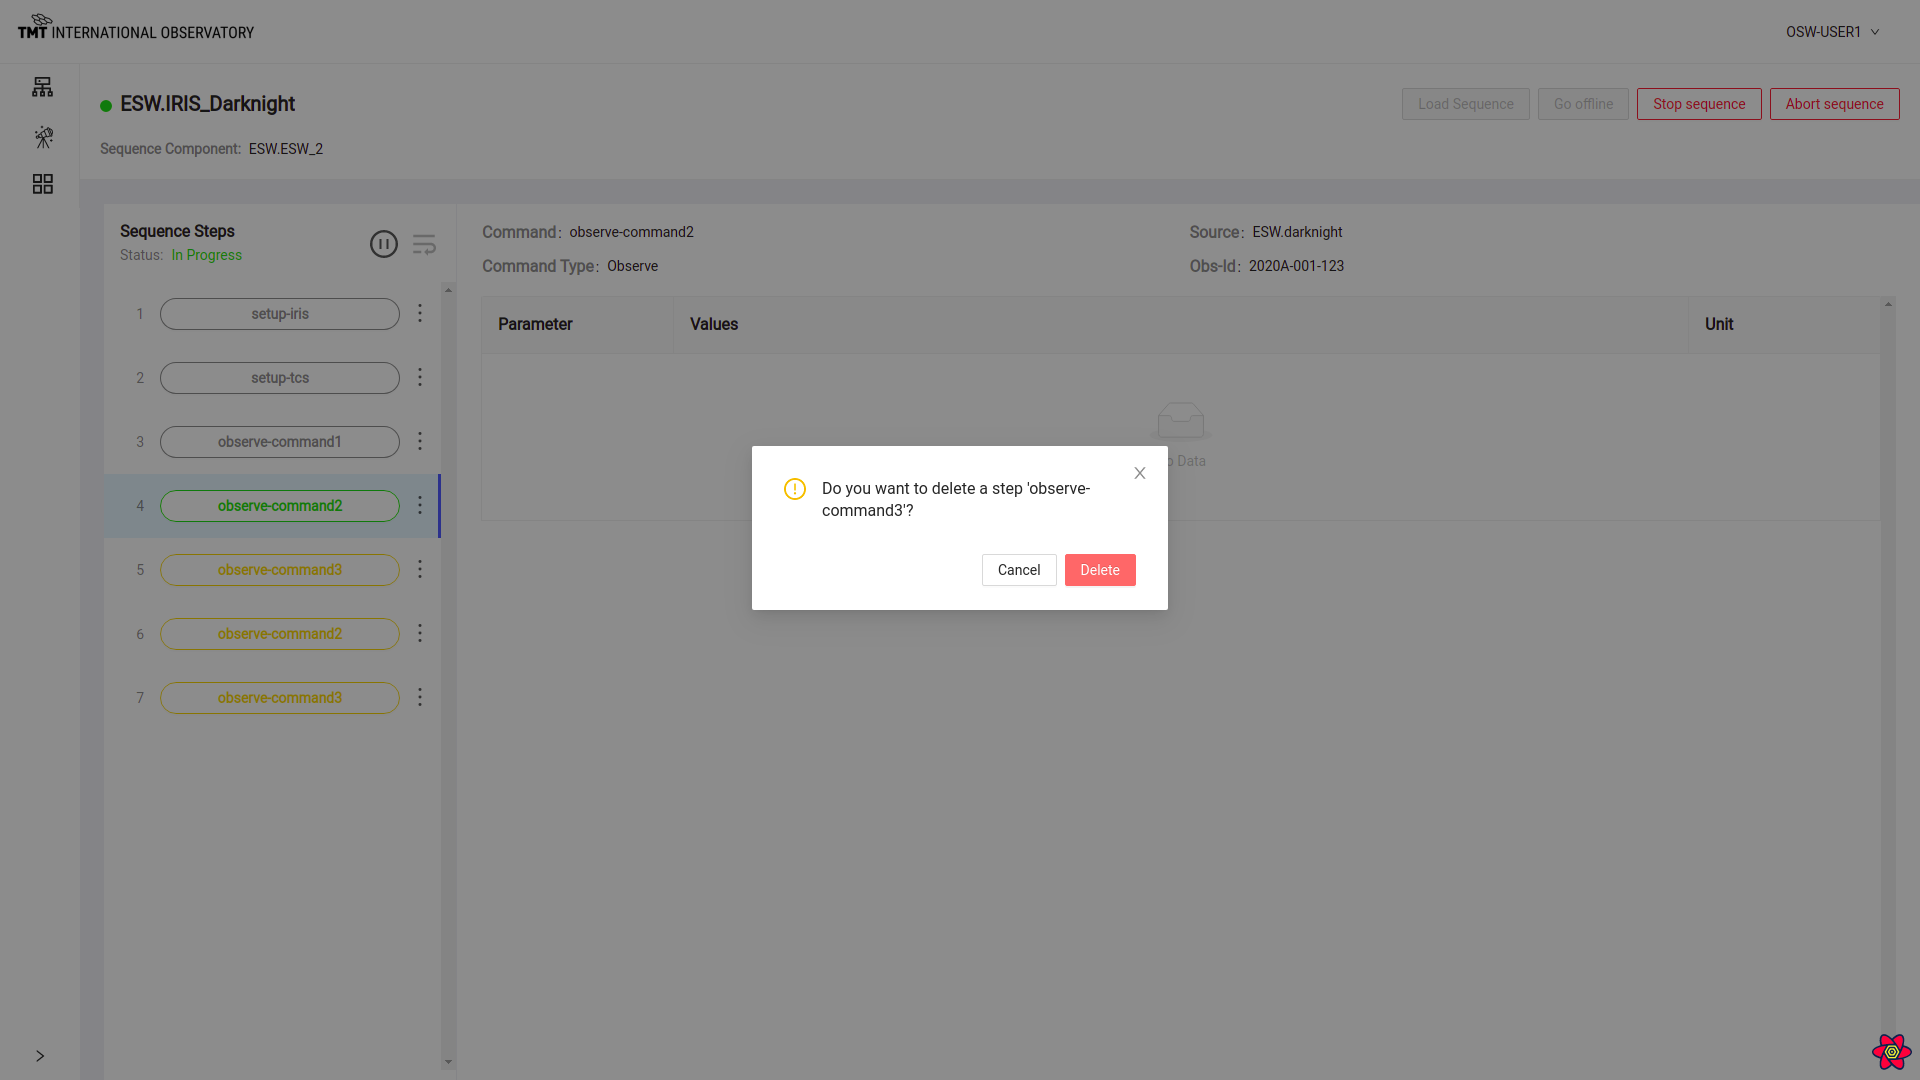 TMT INTERNATIONAL OBSERVATORY
OSW-USER1
ESW.IRIS_Darknight
Load Sequence
Go offline
Stop sequence
Abort sequence
Sequence Component: ESW.ESW_2
Sequence Steps
Status: In Progress
1 setup-iris
2 setup-tcs
3 observe-command1
4 observe-command2
5 observe-command3
6 observe-command2
7 observe-command3
Command: observe-command2
Source: ESW.darknight
Command Type: Observe
Obs-Id: 2020A-001-123
Parameter Values Unit
Data
Do you want to delete a step 'observe-
command3'?
Cancel Delete